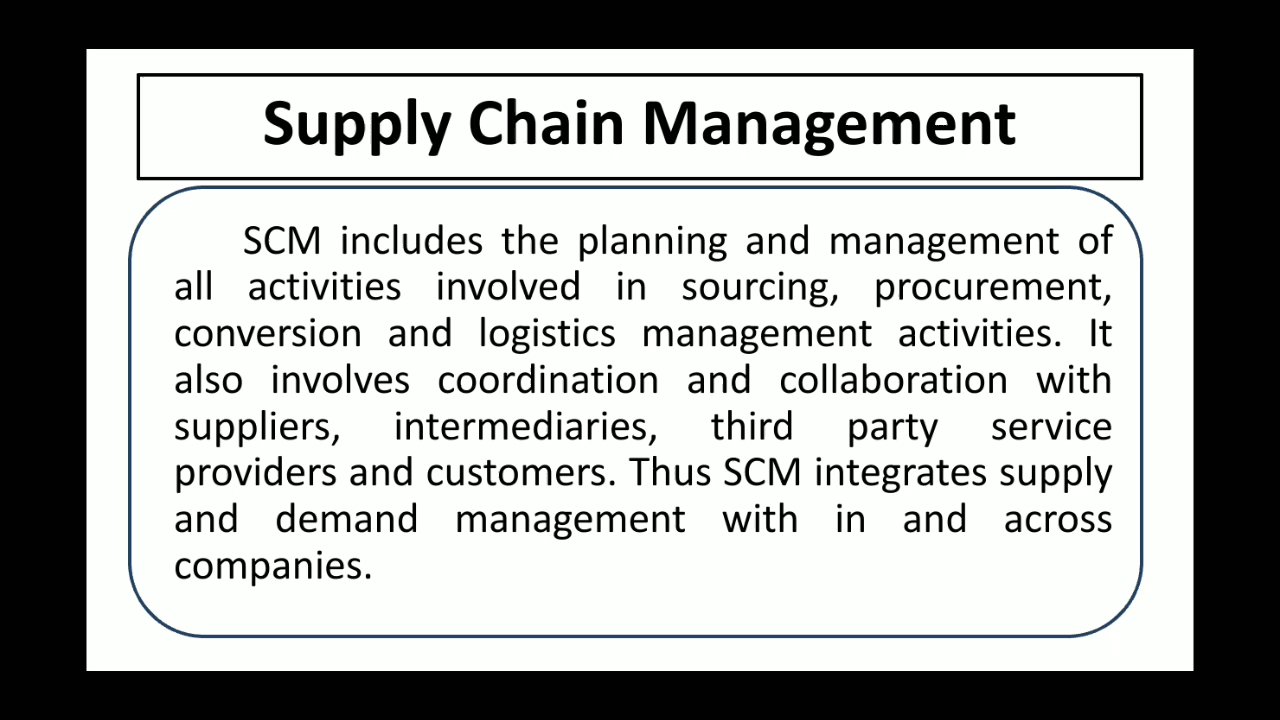 Supply Chain Management
SCM includes the planning and management of
all activities involved in sourcing, procurement,
conversion and logistics management activities. It
also involves coordination and collaboration with
suppliers, intermediaries, third party service
providers and customers. Thus SCM integrates supply
and demand management with in and across
companies.